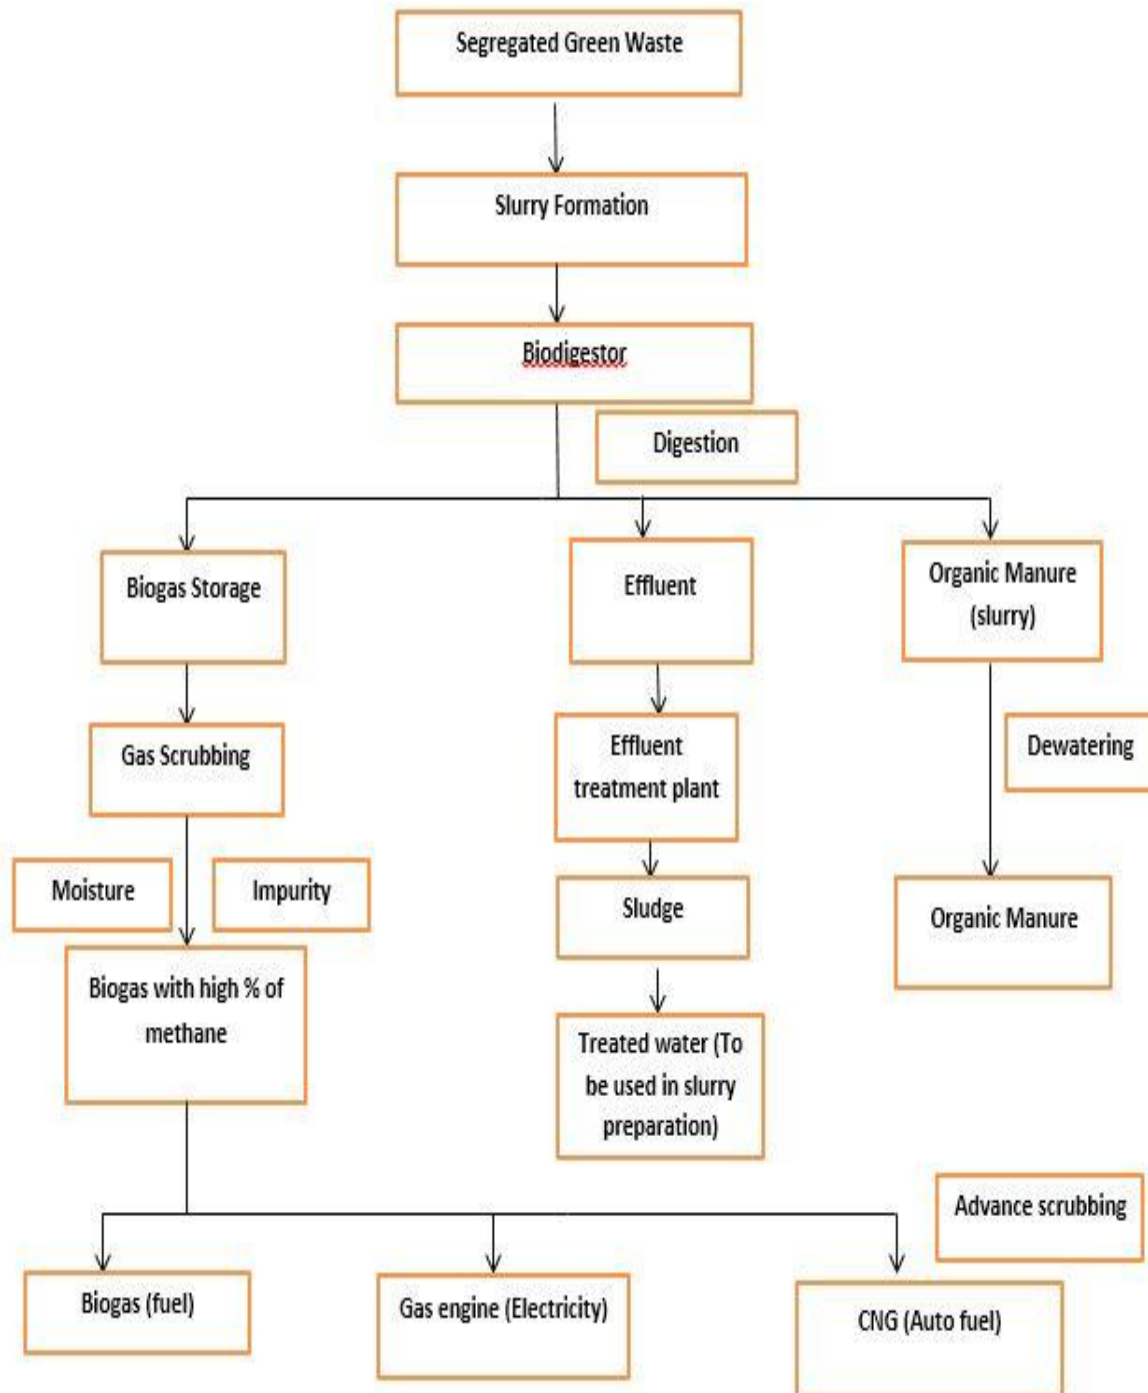 Segregated Green Waste
Slurry Formation
Biodigestor
Digestion
Biogas Storage
Effluent
Organic Manure
(slurry)
Gas Scrubbing
Effluent
treatment plant
Dewatering
Moisture
Impurity
Sludge
Organic Manure
Biogas with high % of
methane
Treated water (To
be used in slurry
preparation)
Advance scrubbing
Biogas (fuel)
Gas engine (Electricity)
CNG (Auto fuel)